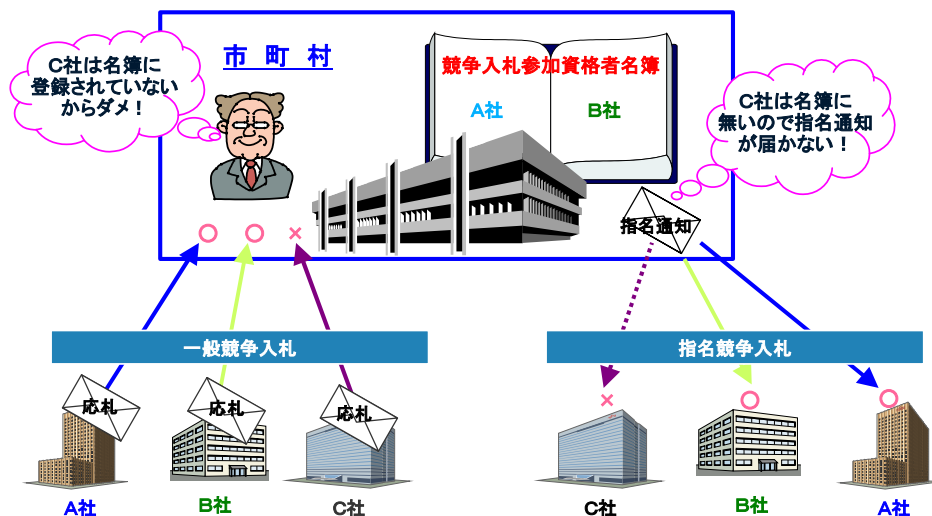 市 町 村
C社は名簿に
登録されていない
からダメ！
競争入札参加資格者名簿
A社
B社
C社は名簿に
無いので指名通知
が届かない！
指名通知
○
○
×
一般競争入札
指名競争入札
応札
応札
応札
×
○
○
A社
B社
C社
C社
B社
A社